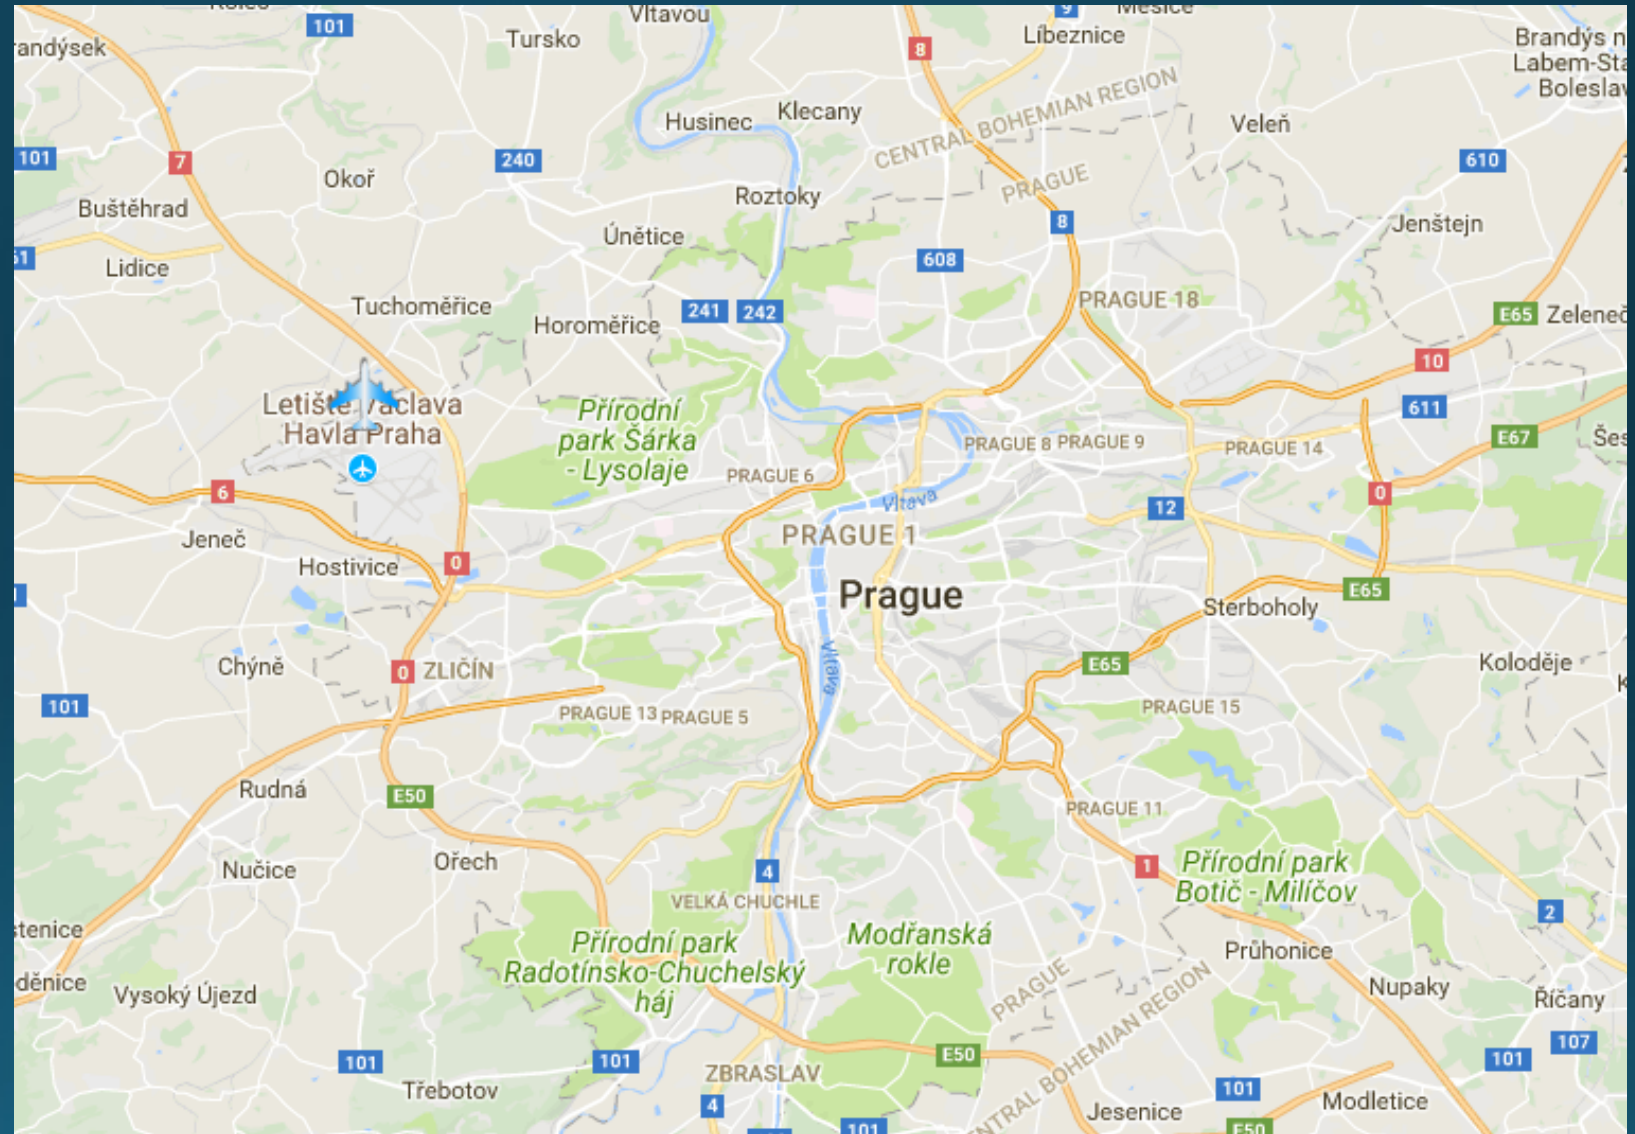 Vltavou
9
Měšice
101
Tursko
8
Líbeznice
Brandýs n
Labem-Sta
Boleslav
randýsek
Husinec
Klecany
CENTRAL BOHEMIAN REGION
Veleň
101
7
240
610
Okoř
PRAGUE
Buštěhrad
Roztoky
8
Jenštejn
Únětice
61
Lidice
608
Tuchoměřice
241
242
PRAGUE 18
E65
Zeleneč
Horoměřice
10
Letiště Václava
Havla Praha
Přírodní
park Šárka
- Lysolaje
611
PRAGUE 8
PRAGUE 9
PRAGUE 14
E67
Šes
PRAGUE 6
6
Vltava
12
0
Jeneč
PRAGUE 1
Hostivice
0
Prague
E65
Sterboholy
Chýně
0
ZLIČÍN
Vltava
E65
Koloděje
K
101
PRAGUE 13
PRAGUE 5
PRAGUE 15
Rudná
E50
PRAGUE 11
Nučice
Ořech
4
1
Přírodní park
Botič - Milíčov
VELKÁ CHUCHLE
2
stenice
Přírodní park
Radotínsko-Chuchelský
háj
Modřanská
rokle
Průhonice
děnice
Vysoký Újezd
PRAGUE
CENTRAL BOHEMIAN REGION
Nupaky
Říčany
107
101
101
E50
101
Třebotov
ZBRASLAV
101
4
Jesenice
Modletice
101
E50